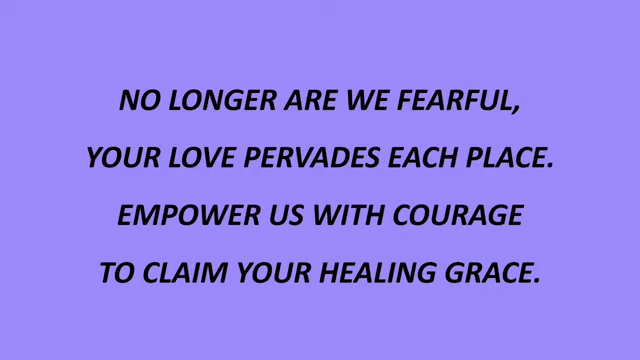 NO LONGER ARE WE FEARFUL,
YOUR LOVE PERVADES EACH PLACE.
EMPOWER US WITH COURAGE
TO CLAIM YOUR HEALING GRACE.